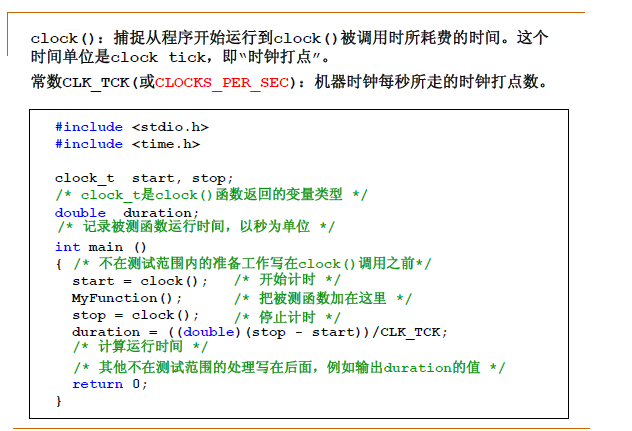 clock()：捕捉从程序开始运行到clock()被调用时所耗费的时间。这个
时间单位是clock tick，即“时钟打点”。
常数CLK_TCK(或CLOCKS_PER_SEC)：机器时钟每秒所走的时钟打点数。
#include <stdio.h>
#include <time.h>
clock_t  start, stop;
/* clock_t是clock()函数返回的变量类型 */
double  duration;
/* 记录被测函数运行时间，以秒为单位 */
int main ()
{ /* 不在测试范围内的准备工作写在clock()调用之前*/
start = clock();   /* 开始计时 */
MyFunction();      /* 把被测函数加在这里 */
stop = clock();    /* 停止计时 */
duration = ((double)(stop - start))/CLK_TCK;
/* 计算运行时间 */
/* 其他不在测试范围的处理写在后面，例如输出duration的值 */
return 0;
}